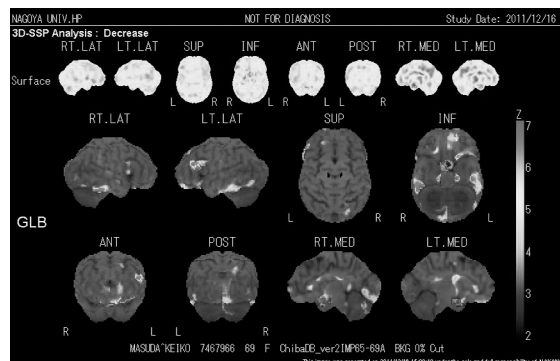 NAGOYA UNIV.HP NOT FOR DIAGNOSIS Study Date: 2011/12/16
3D-SSP Analysis : Decrease
RT.LAT LT.LAT SUP INF ANT POST RT.MED LT.MED
Surface
L R R L R L L R
RT.LAT LT.LAT SUP INF Z
7
6
5
4
3
2
L R R L
GLB
ANT POST RT.MED LT.MED
R L L R
MASUDA^KEIKO 7467966 69 F ChibaDB_ver2IMP65-69A BKG 0% Cut